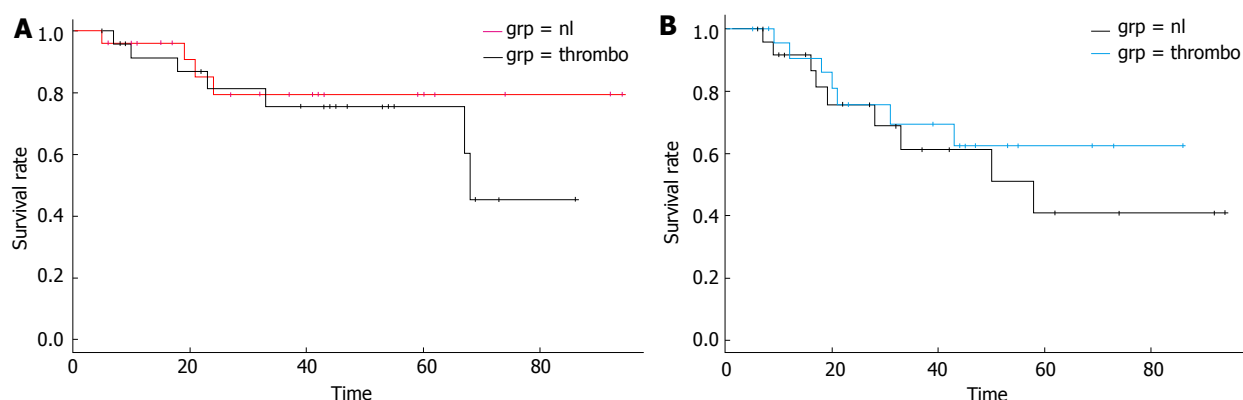 A
1.0
0.8
0.6
0.4
0.2
0.0
Survival rate
0 20 40 60 80
Time
grp = nl
grp = thrombo
B
1.0
0.8
0.6
0.4
0.2
0.0
Survival rate
0 20 40 60 80
Time
grp = nl
grp = thrombo